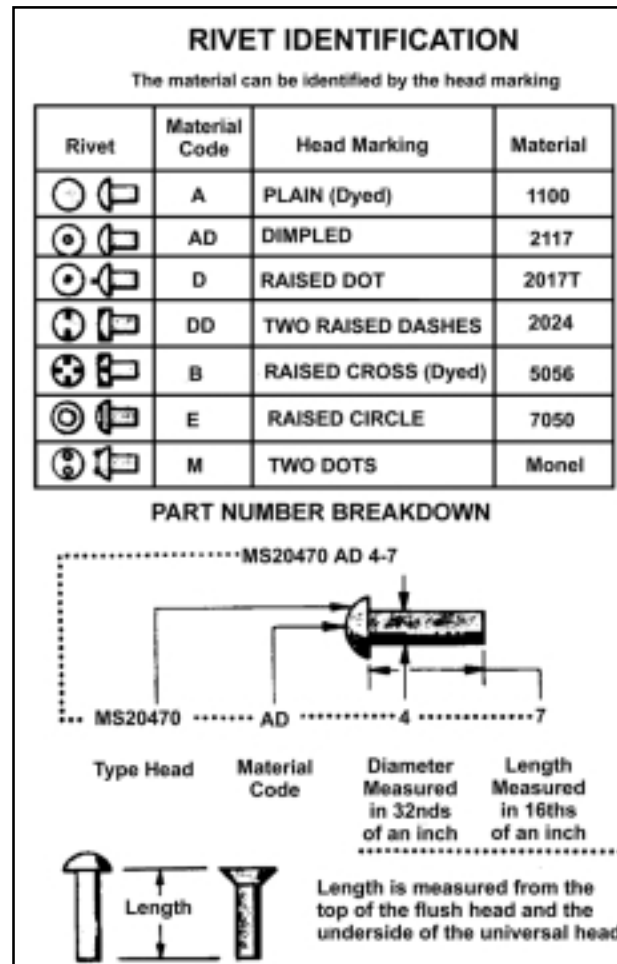 RIVET IDENTIFICATION
The material can be identified by the head marking
Rivet Material Code Head Marking Material
A PLAIN (Dyed) 1100
AD DIMPLED 2117
D RAISED DOT 2017T
DD TWO RAISED DASHES 2024
B RAISED CROSS (Dyed) 5056
E RAISED CIRCLE 7050
M TWO DOTS Monel
PART NUMBER BREAKDOWN
MS20470 AD 4-7
MS20470 AD 4 7
Type Head
Material
Code
Diameter
Measured
in 32nds
of an inch
Length
Measured
in 16ths
of an inch
Length
Length is measured from the
top of the flush head and the
underside of the universal head